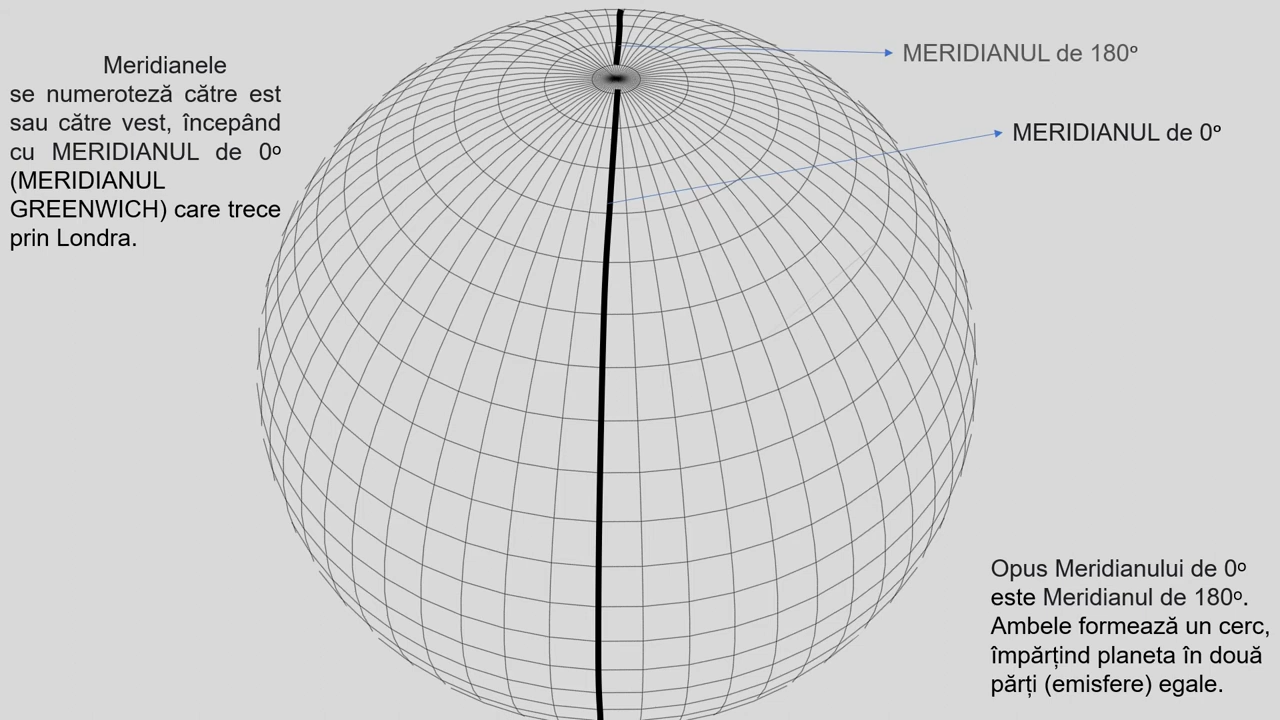 Meridianele
se numerotează către est
sau către vest, începând
cu MERIDIANUL de 0º
(MERIDIANUL
GREENWICH) care trece
prin Londra.
MERIDIANUL de 180º
MERIDIANUL de 0º
Opus Meridianului de 0º
este Meridianul de 180º.
Ambele formează un cerc,
împărțind planeta în două
părți (emisfere) egale.